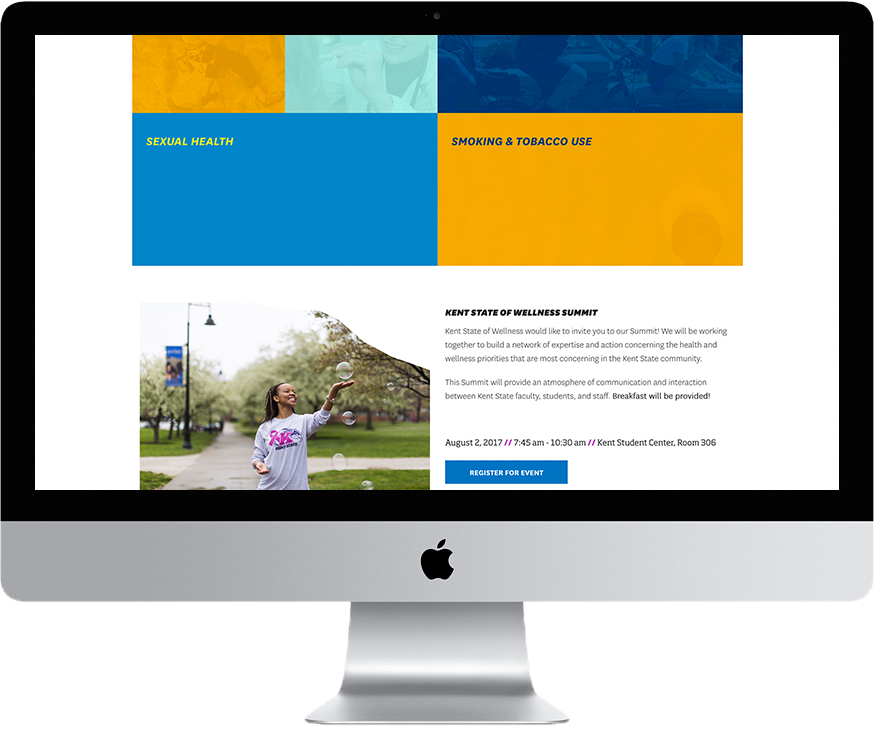 SEXUAL HEALTH
SMOKING & TOBACCO USE
KENT STATE OF WELLNESS SUMMIT
Kent State of Wellness would like to invite you to our Summit! We will be working
together to build a network of expertise and action concerning the health and
wellness priorities that are most concerning in the Kent State community.
This Summit will provide an atmosphere of communication and interaction
between Kent State faculty, students, and staff. Breakfast will be provided!
August 2, 2017 // 7:45 am - 10:30 am // Kent Student Center, Room 306
REGISTER FOR EVENT
K
KENT STATE